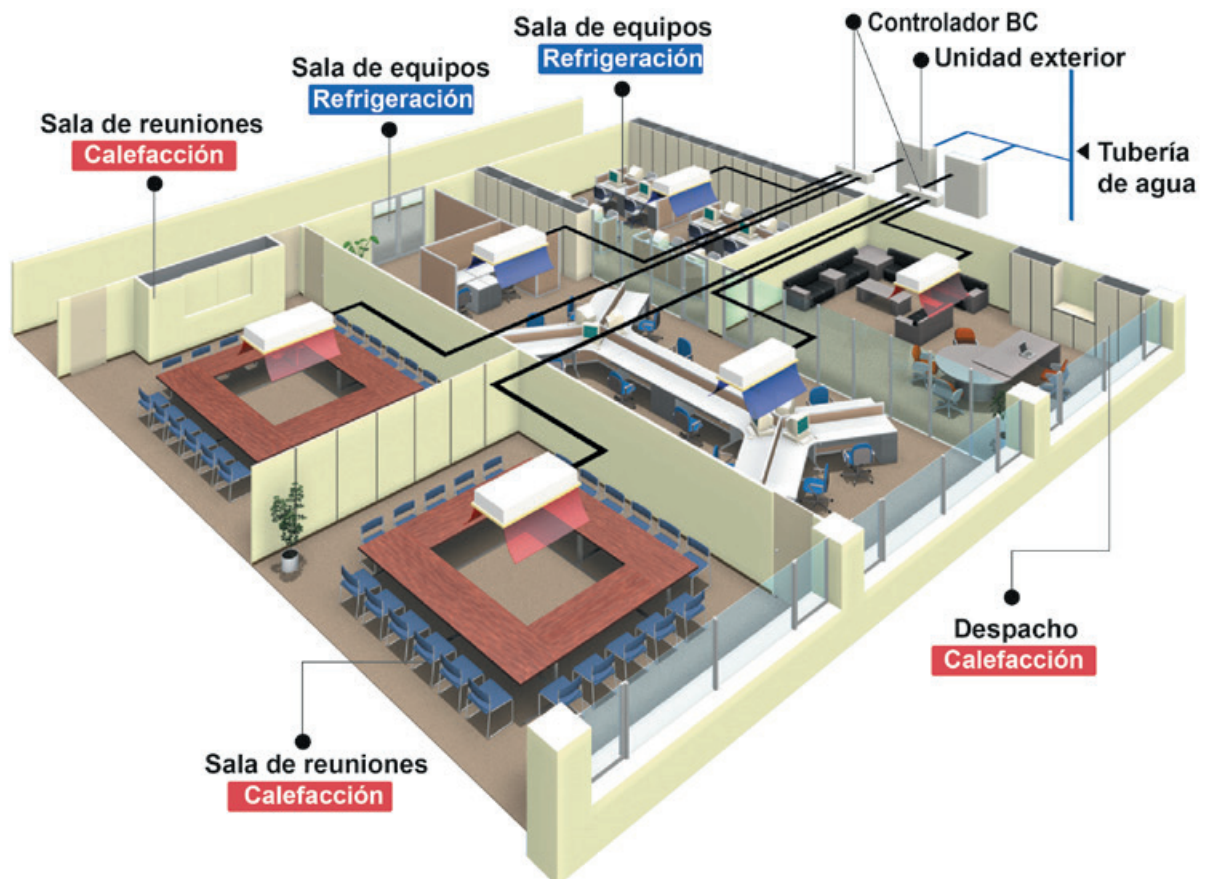 Controlador BC
Sala de equipos
Refrigeración
Unidad exterior
Sala de equipos
Refrigeración
Sala de reuniones
Calefacción
Tubería
de agua
Despacho
Calefacción
Sala de reuniones
Calefacción